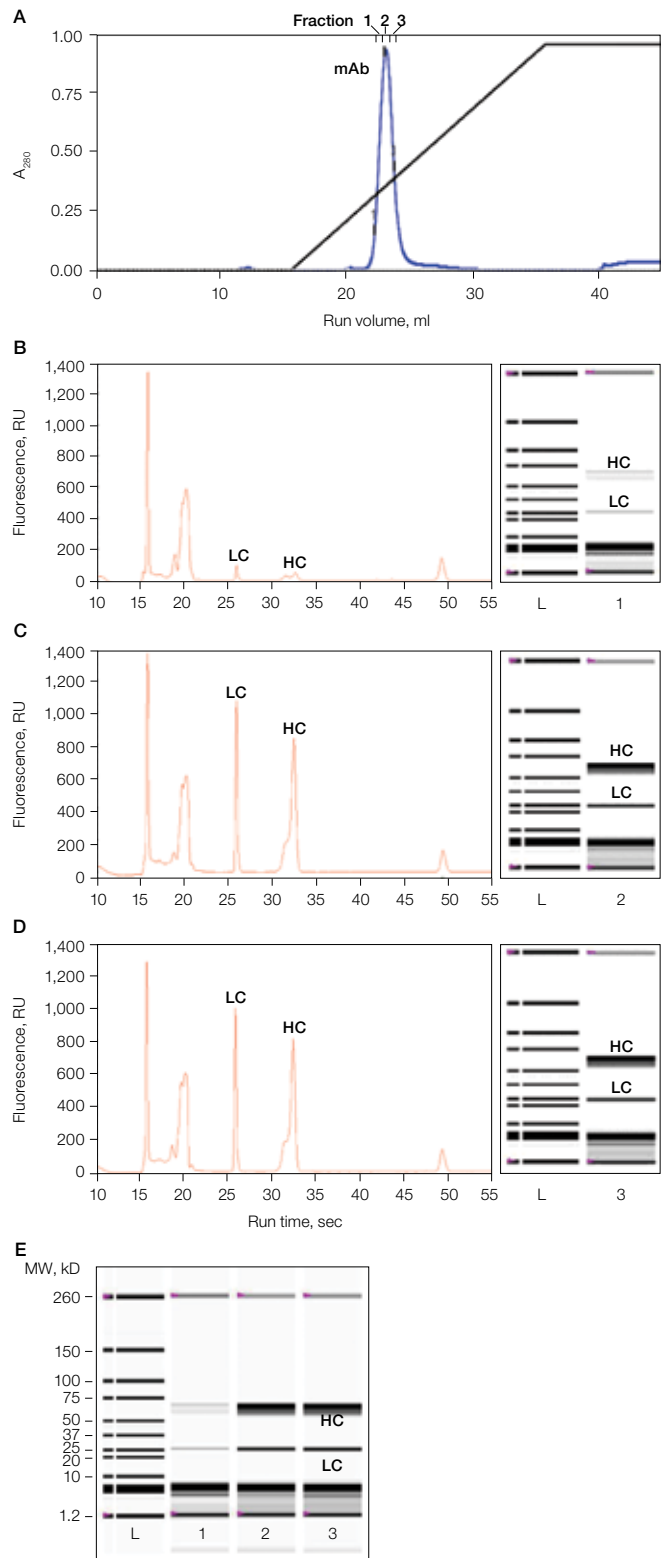 A
Fraction 1 2 3
mAb
A280
1.00
0.75
0.50
0.25
0.00
0 10 20 30 40
Run volume, ml
B
Fluorescence, RU
1,400
1,200
1,000
800
600
400
200
0
LC HC
10 15 20 25 30 35 40 45 50 55
HC
LC
L 1
C
Fluorescence, RU
1,400
1,200
1,000
800
600
400
200
0
LC
HC
10 15 20 25 30 35 40 45 50 55
HC
LC
L 2
D
Fluorescence, RU
1,400
1,200
1,000
800
600
400
200
0
LC
HC
10 15 20 25 30 35 40 45 50 55
Run time, sec
HC
LC
L 3
E
MW, kD
260
150
100
75
50
37
25
20
10
1.2
HC
LC
L 1 2 3